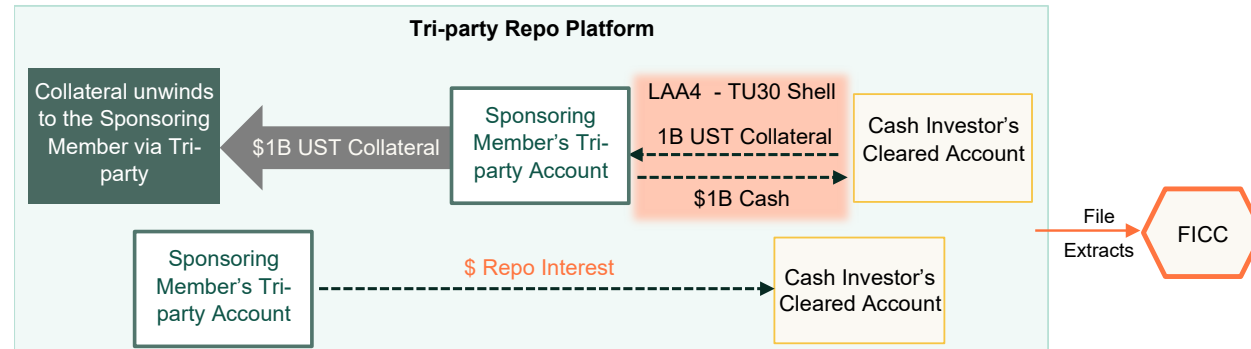 Tri-party Repo Platform
Collateral unwinds
to the Sponsoring
Member via Tri-
party
$1B UST Collateral
Sponsoring
Member's Tri-
party Account
LAA4  - TU30 Shell
1B UST Collateral
$1B Cash
Cash Investor's
Cleared Account
Sponsoring
Member's Tri-
party Account
$ Repo Interest
Cash Investor's
Cleared Account
File
Extracts
FICC